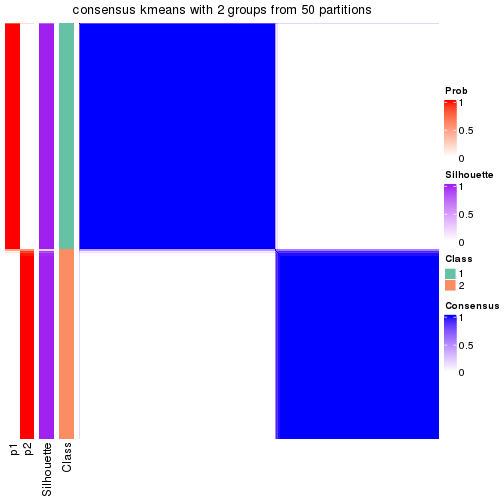 consensus kmeans with 2 groups from 50 partitions
Prob
1
0.5
0
Silhouette
1
0.5
0
Class
1
2
Consensus
1
0.5
0
p1
p2
Silhouette
Class